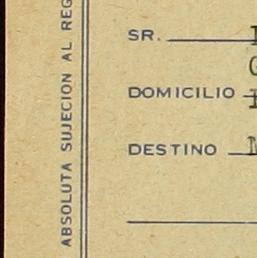 SR.
DOMICILIO
DESTINO
ABSOLUTA SUJECION AL REG